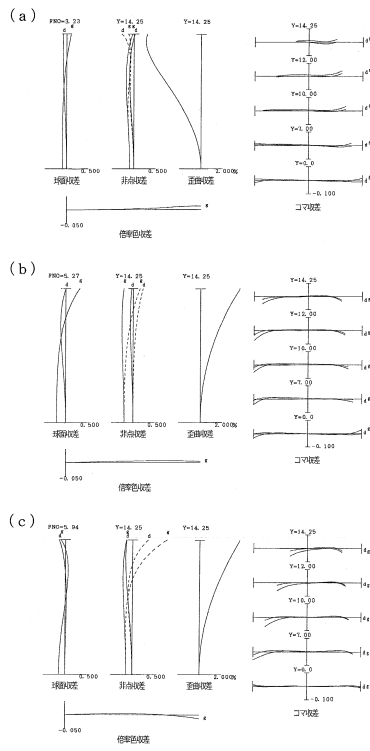 (a)
FNO=3.23
Y=14.25
Y=14.25
Y=14.25
Y=12.00
Y=10.00
Y=7.00
Y=0.0
0.500
0.500
2.000%
-0.100
球面収差
非点収差
歪曲収差
コマ収差
g
-0.050
倍率色収差
(b)
FNO=5.27
Y=14.25
Y=14.25
Y=14.25
Y=12.00
Y=10.00
Y=7.00
Y=0.0
0.500
0.500
2.000%
-0.100
球面収差
非点収差
歪曲収差
コマ収差
g
-0.050
倍率色収差
(c)
FNO=5.94
Y=14.25
Y=14.25
Y=14.25
Y=12.00
Y=10.00
Y=7.00
Y=0.0
0.500
0.500
2.000%
-0.100
球面収差
非点収差
歪曲収差
コマ収差
g
-0.050
倍率色収差